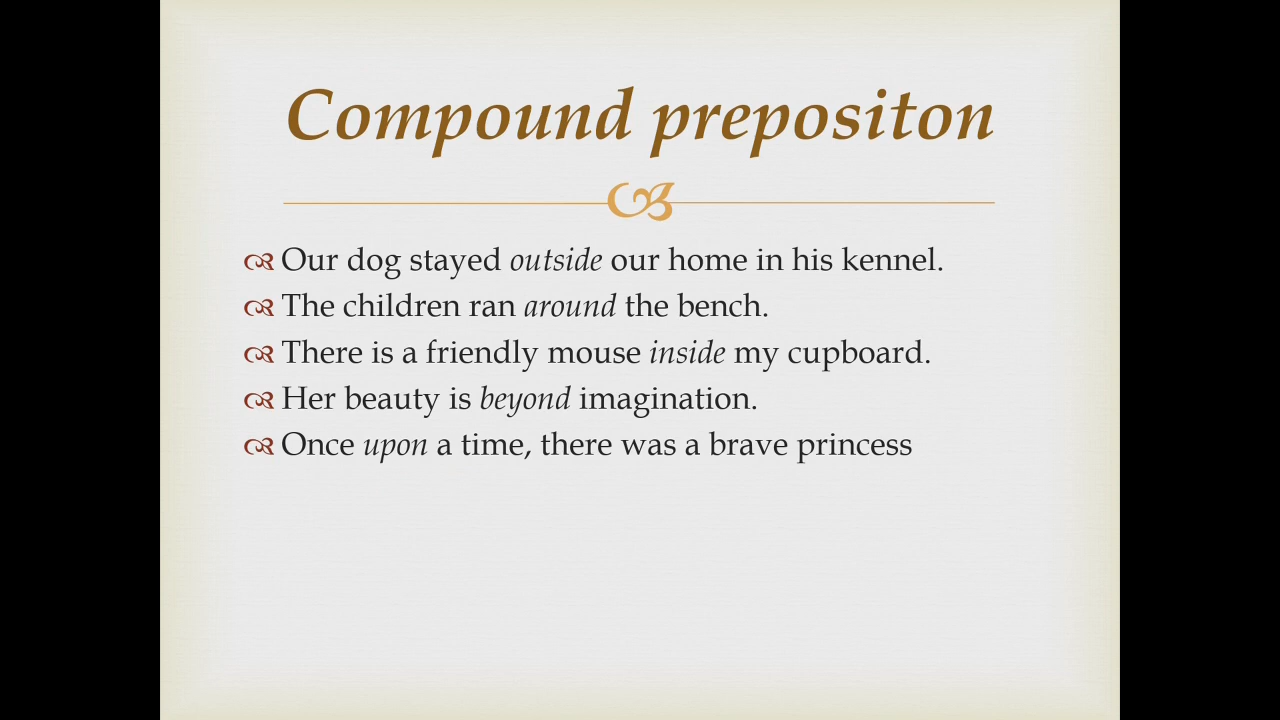 Compound prepositon
Our dog stayed outside our home in his kennel.
The children ran around the bench.
There is a friendly mouse inside my cupboard.
Her beauty is beyond imagination.
Once upon a time, there was a brave princess